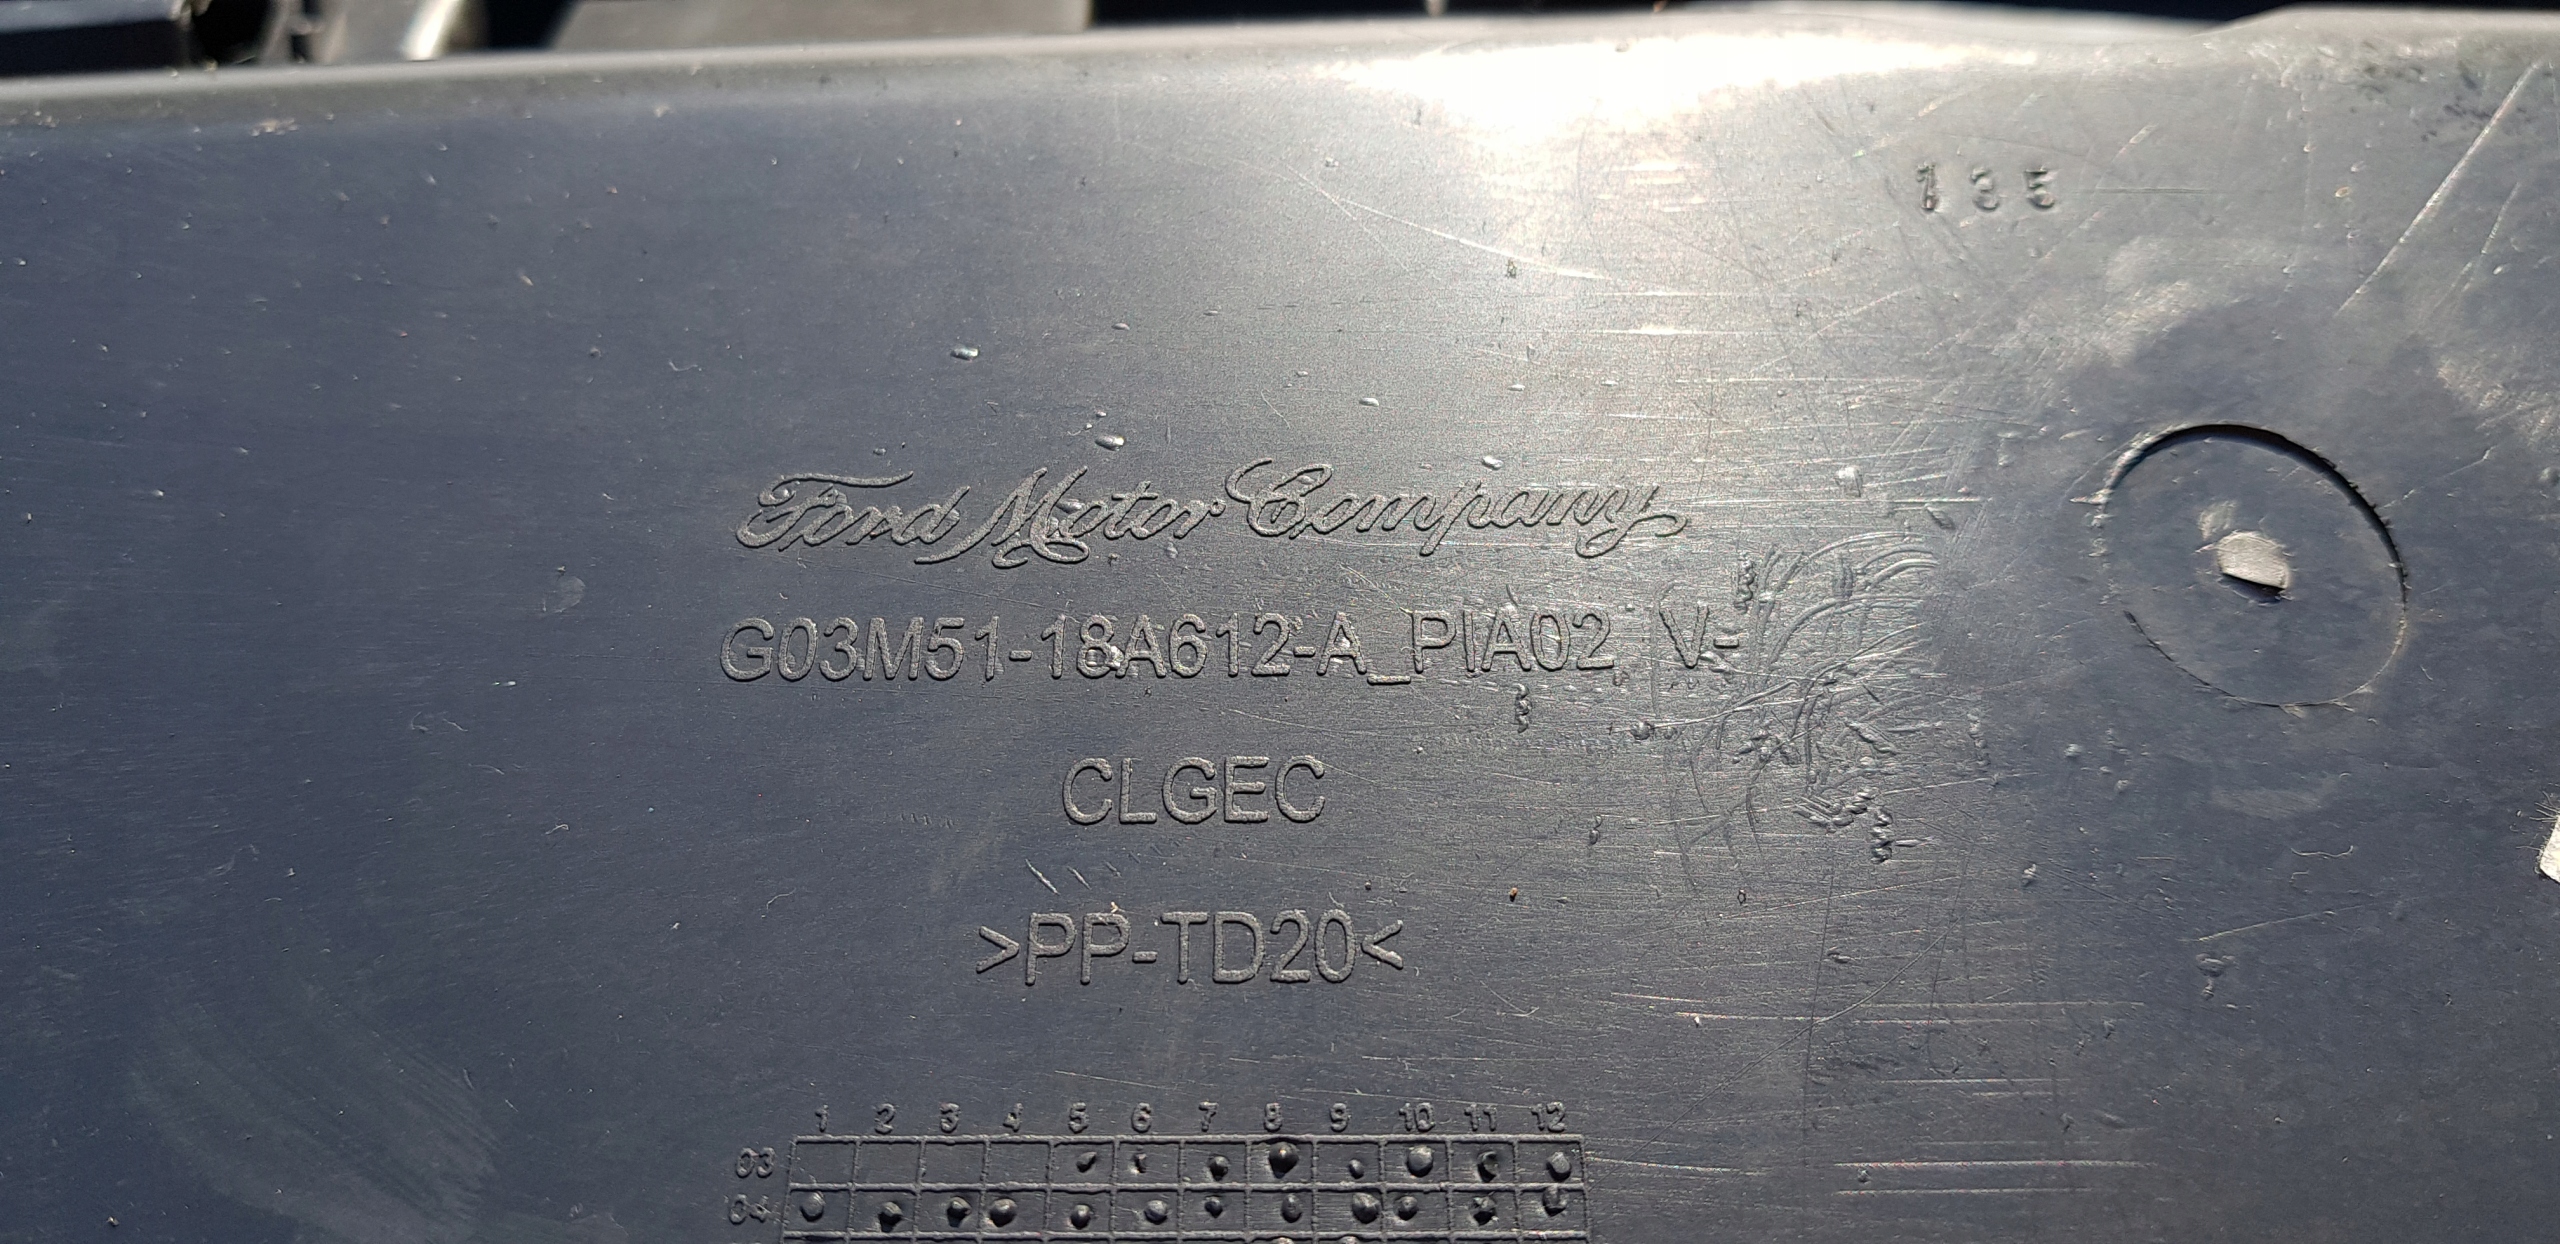 135
Ford Motor Company
G03M51-18A612-A_PIA02 V-
CLGEC
>PP-TD20<
1 2 3 4 5 6 7 8 9 10 11 12
03
04